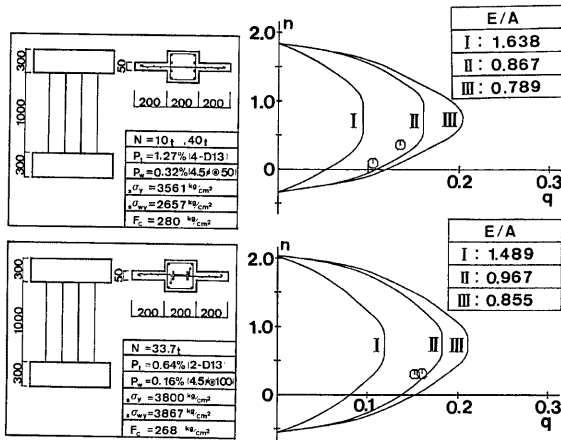 300
1000
300
50
200 200 200
N = 10t , 40t
Pt = 1.27% (4-D13)
Pw = 0.32% (4.5φ@50)
sσy = 3561 kg/cm²
sσwy = 2657 kg/cm²
Fc = 280 kg/cm²
2.0 n
1.0
0
0.2 0.3
q
I II III
E/A
I : 1.638
II : 0.867
III : 0.789
300
1000
300
50
200 200 200
N = 33.7t
Pt = 0.64% (2-D13)
Pw = 0.16% (4.5φ@100)
sσy = 3800 kg/cm²
sσwy = 3867 kg/cm²
Fc = 268 kg/cm²
n
2.0
1.0
0
0.1 0.2 0.3
q
I II III
E/A
I : 1.489
II : 0.967
III : 0.855